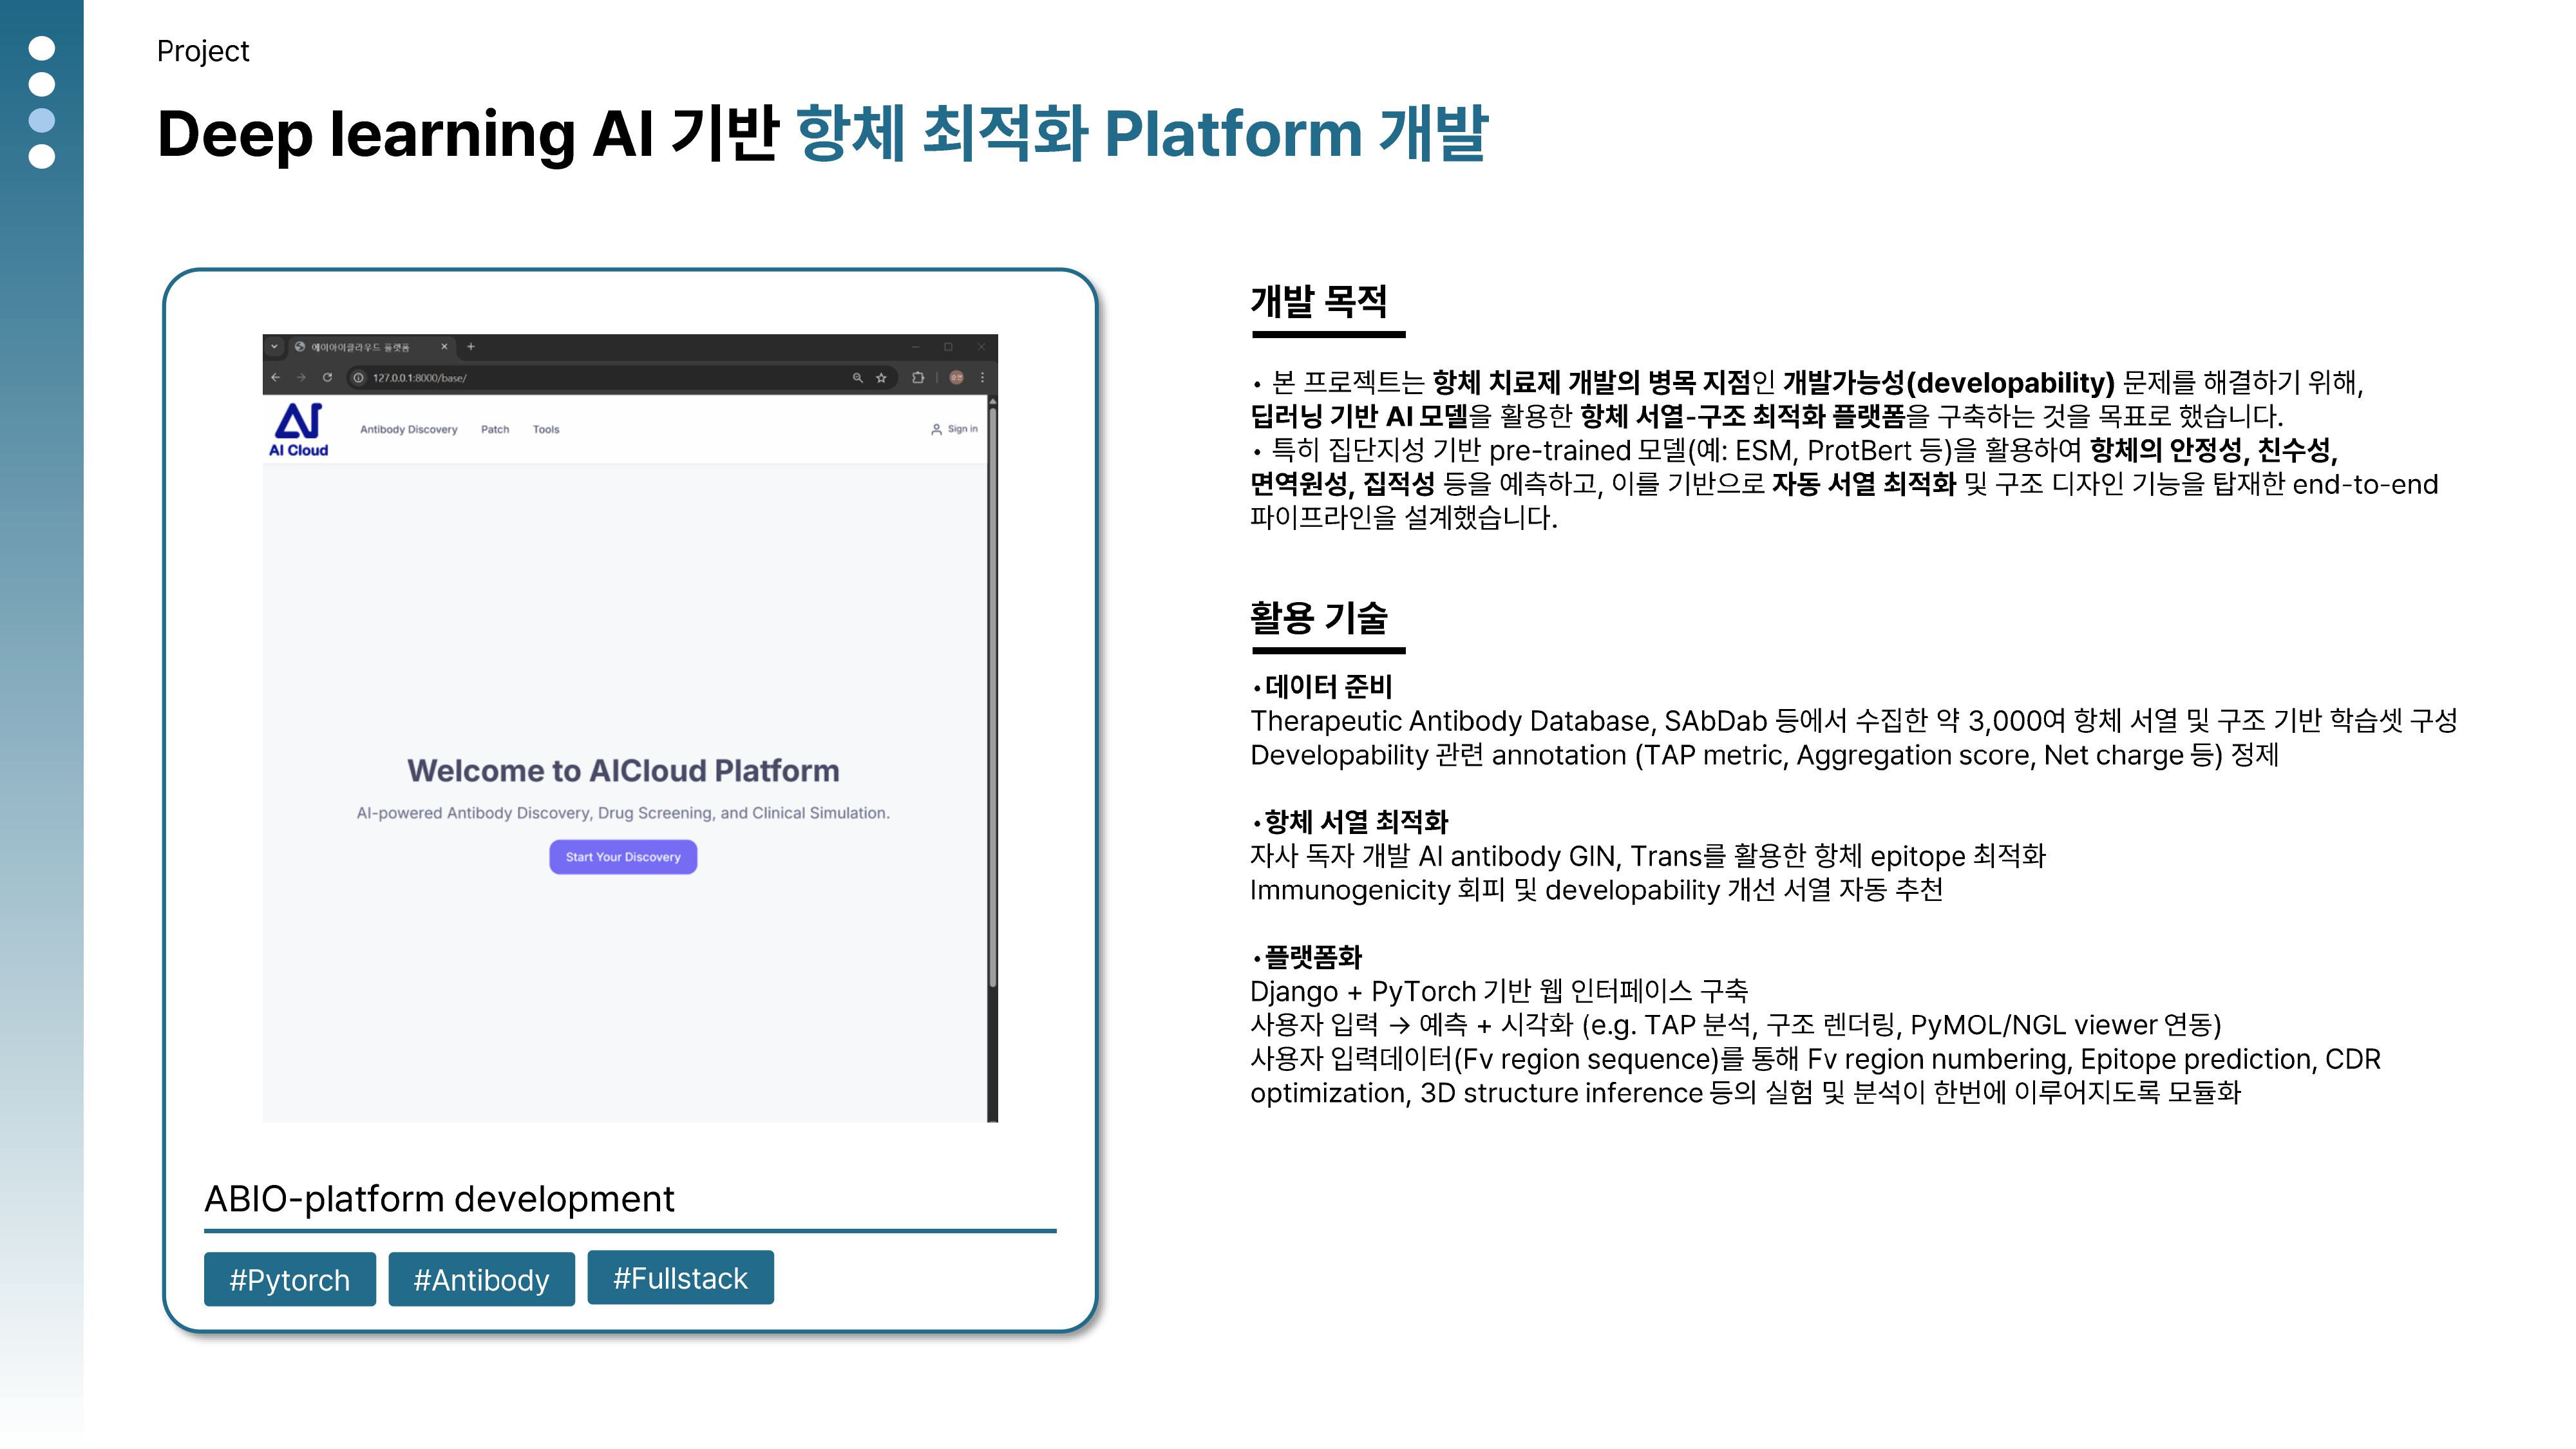 Project
Deep learning AI 기반 항체 최적화 Platform 개발
에이아이클라우드 플랫폼
127.0.0.1:8000/base/
AI Cloud
Antibody Discovery Patch Tools
Sign in
Welcome to AICloud Platform
AI-powered Antibody Discovery, Drug Screening, and Clinical Simulation.
Start Your Discovery
ABIO-platform development
#Pytorch #Antibody #Fullstack
개발 목적
• 본 프로젝트는 항체 치료제 개발의 병목 지점인 개발가능성(developability) 문제를 해결하기 위해,
딥러닝 기반 AI 모델을 활용한 항체 서열-구조 최적화 플랫폼을 구축하는 것을 목표로 했습니다.
• 특히 집단지성 기반 pre-trained 모델(예: ESM, ProtBert 등)을 활용하여 항체의 안정성, 친수성,
면역원성, 집적성 등을 예측하고, 이를 기반으로 자동 서열 최적화 및 구조 디자인 기능을 탑재한 end-to-end
파이프라인을 설계했습니다.
활용 기술
•데이터 준비
Therapeutic Antibody Database, SAbDab 등에서 수집한 약 3,000여 항체 서열 및 구조 기반 학습셋 구성
Developability 관련 annotation (TAP metric, Aggregation score, Net charge 등) 정제
•항체 서열 최적화
자사 독자 개발 AI antibody GIN, Trans를 활용한 항체 epitope 최적화
Immunogenicity 회피 및 developability 개선 서열 자동 추천
•플랫폼화
Django + PyTorch 기반 웹 인터페이스 구축
사용자 입력 → 예측 + 시각화 (e.g. TAP 분석, 구조 렌더링, PyMOL/NGL viewer 연동)
사용자 입력데이터(Fv region sequence)를 통해 Fv region numbering, Epitope prediction, CDR
optimization, 3D structure inference 등의 실험 및 분석이 한번에 이루어지도록 모듈화